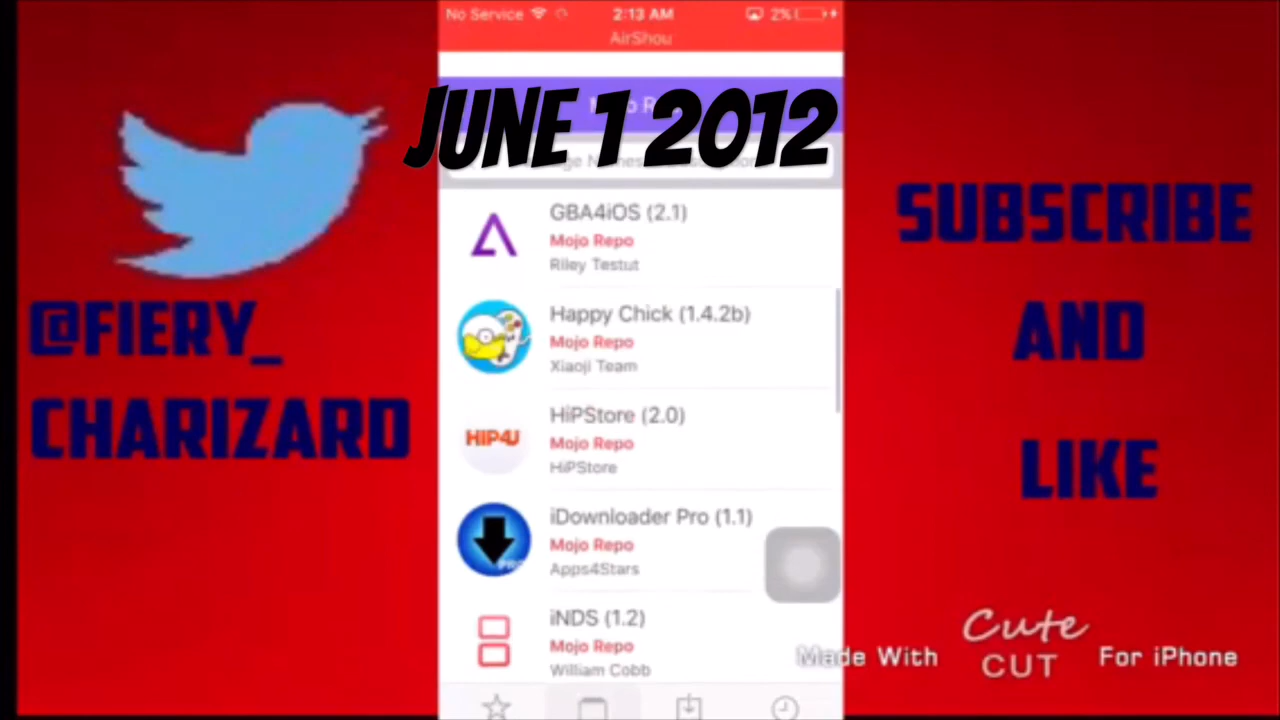 No Service 2:13 AM 2%
AirShou
JUNE 1 2012
GBA4iOS (2.1)
Mojo Repo
Riley Testut
Happy Chick (1.4.2b)
Mojo Repo
Xiaoji Team
HiPStore (2.0)
Mojo Repo
HiPStore
HIP4U
iDownloader Pro (1.1)
Mojo Repo
Apps4Stars
PRO
iNDS (1.2)
Mojo Repo
William Cobb
@FIERY_
CHARIZARD
SUBSCRIBE
AND
LIKE
Made With Cute CUT For iPhone